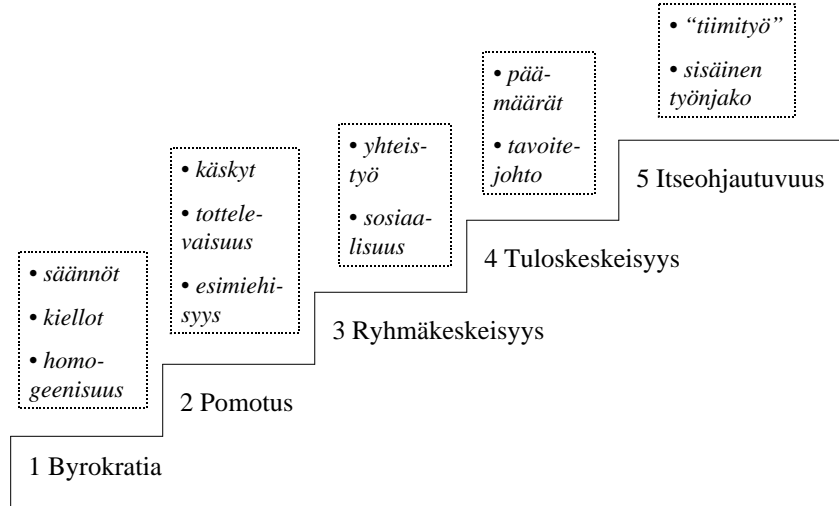 • säännöt
• kiellot
• homo-
geenisuus
1 Byrokratia
• käskyt
• tottele-
vaisuus
• esimiehi-
syys
2 Pomotus
• yhteis-
työ
• sosiaa-
lisuus
3 Ryhmäkeskeisyys
• pää-
määrät
• tavoite-
johto
4 Tuloskeskeisyys
• “tiimityö”
• sisäinen
työnjako
5 Itseohjautuvuus